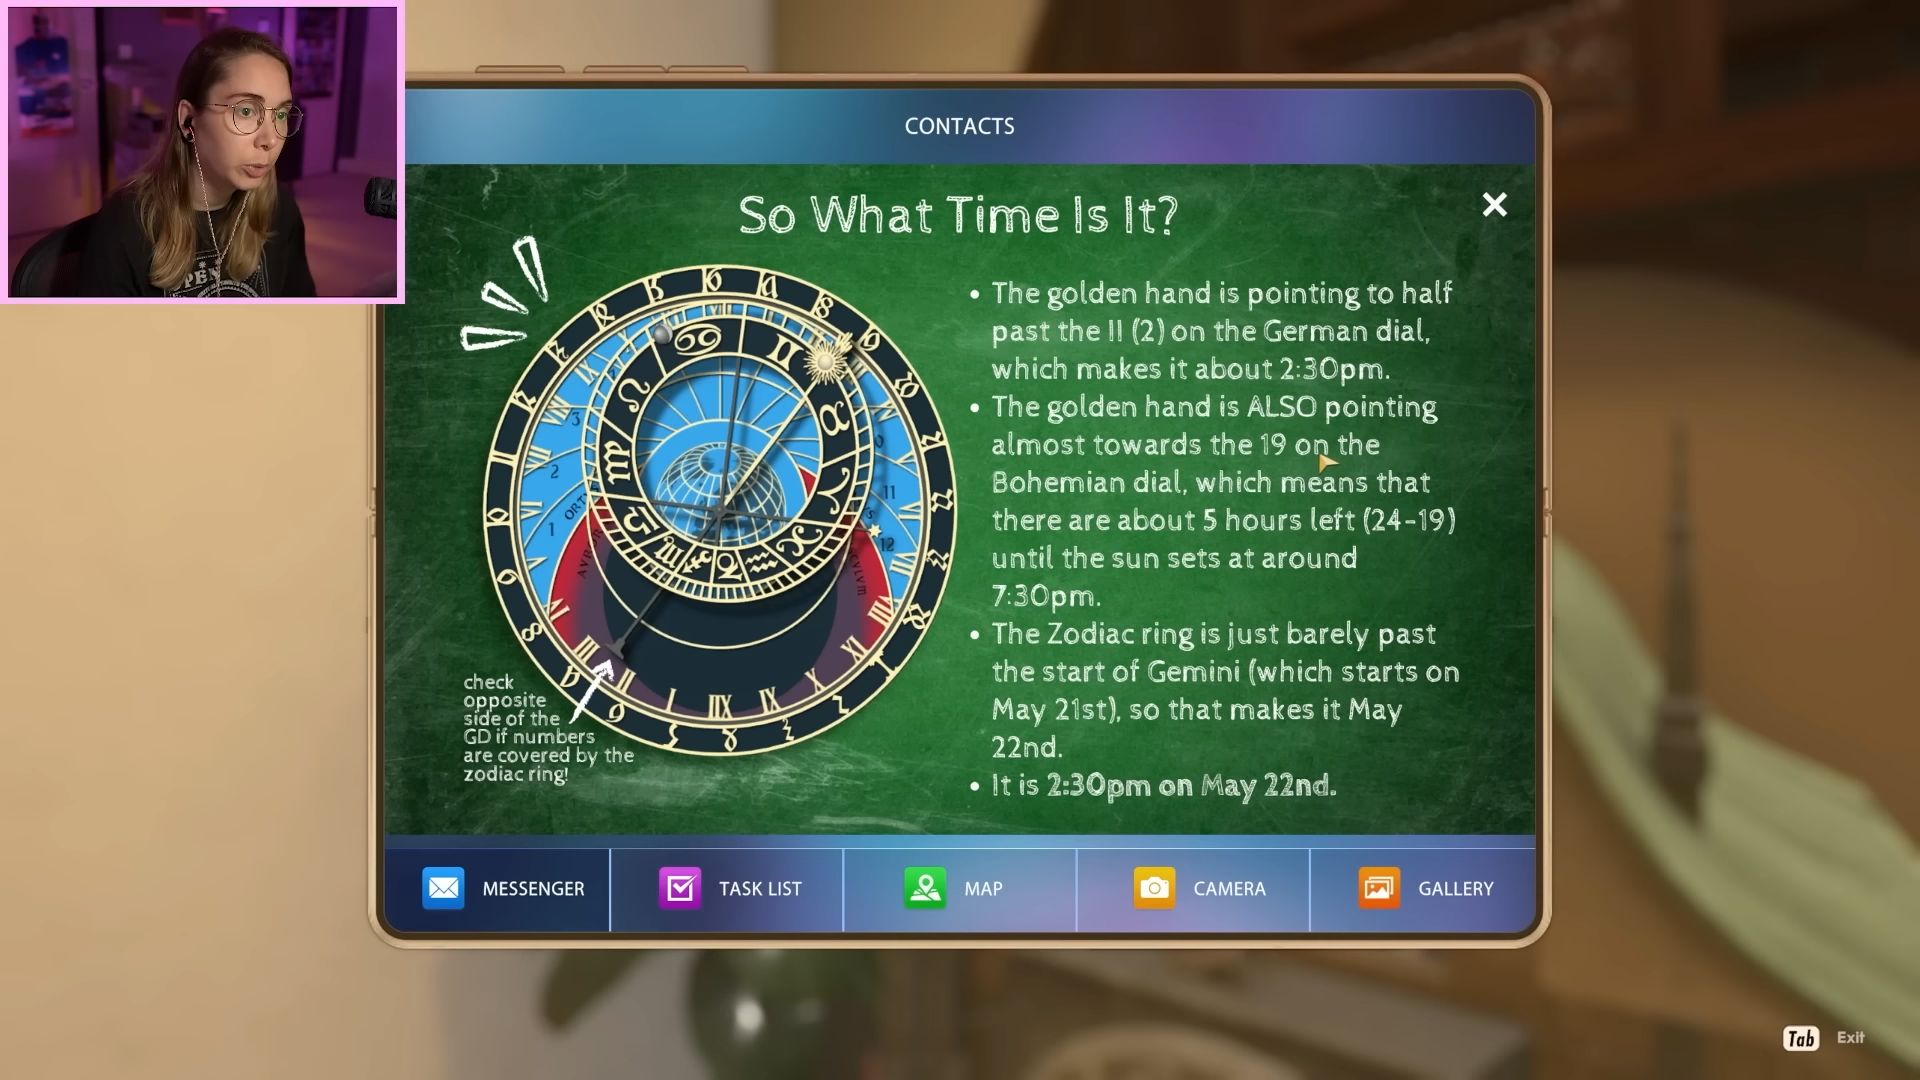 CONTACTS
So What Time Is It?
• The golden hand is pointing to half
past the II (2) on the German dial,
which makes it about 2:30pm.
• The golden hand is ALSO pointing
almost towards the 19 on the
Bohemian dial, which means that
there are about 5 hours left (24-19)
until the sun sets at around
7:30pm.
• The Zodiac ring is just barely past
the start of Gemini (which starts on
May 21st), so that makes it May
22nd.
• It is 2:30pm on May 22nd.
check
opposite
side of the
GD if numbers
are covered by the
zodiac ring!
MESSENGER
TASK LIST
MAP
CAMERA
GALLERY
Tab Exit